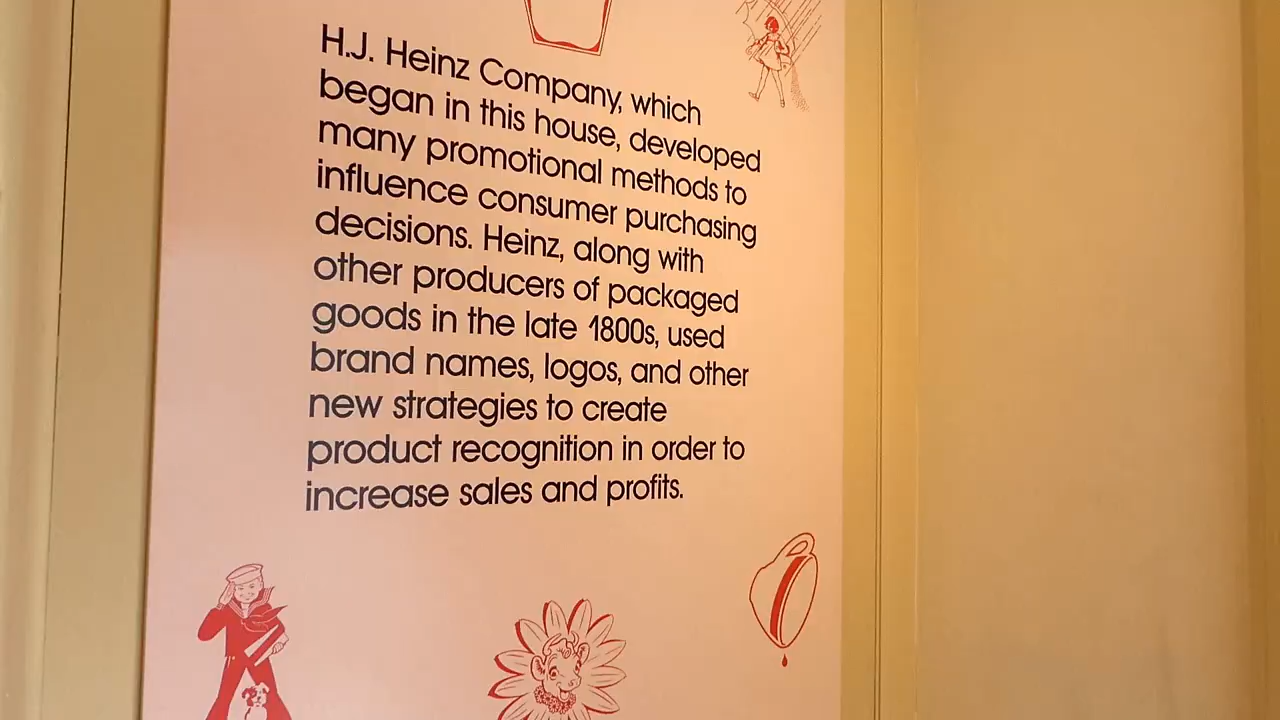 H.J. Heinz Company, which
began in this house, developed
many promotional methods to
influence consumer purchasing
decisions. Heinz, along with
other producers of packaged
goods in the late 1800s, used
brand names, logos, and other
new strategies to create
product recognition in order to
increase sales and profits.